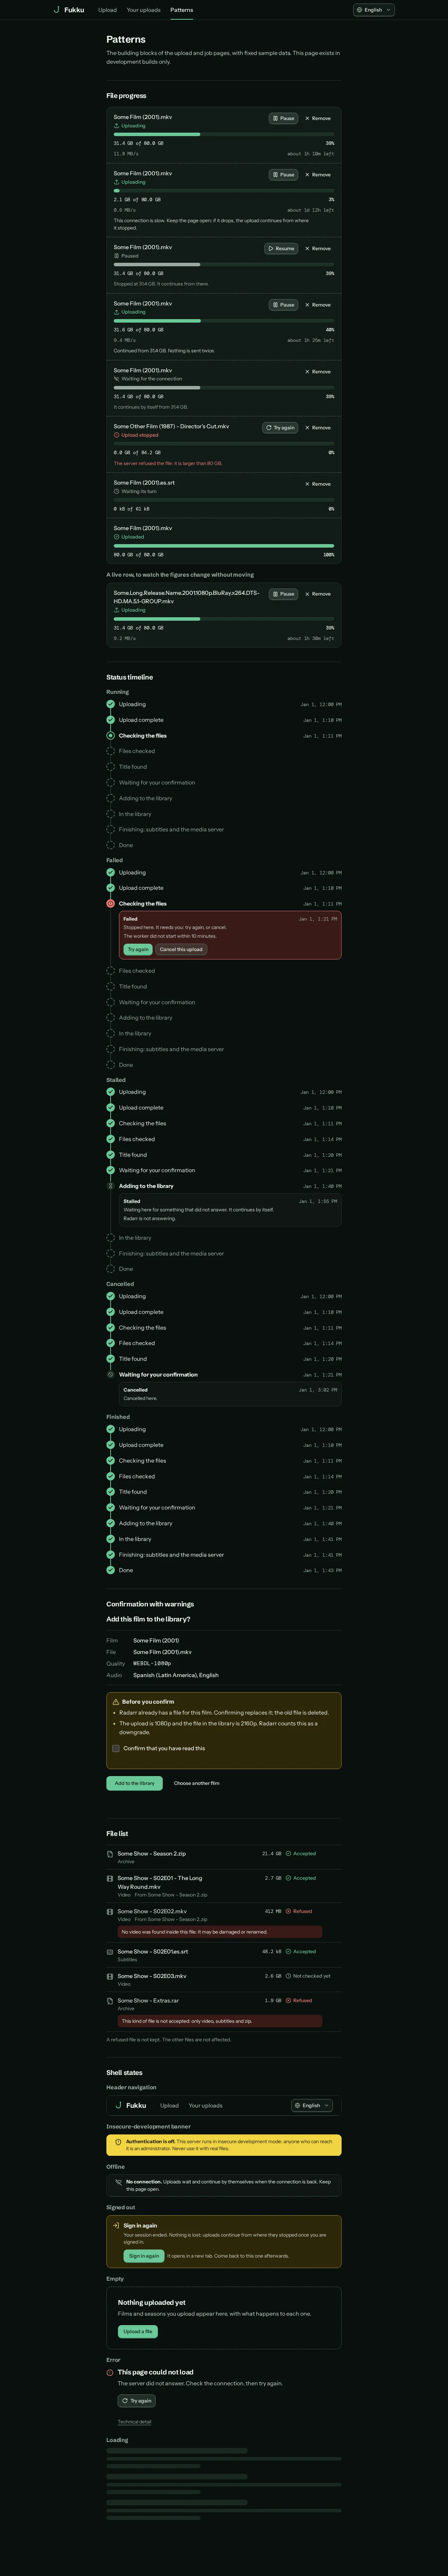 Fukku
Upload
Your uploads
Patterns
English
Patterns
The building blocks of the upload and job pages, with fixed sample data. This page exists in
development builds only.
File progress
Some Film (2001).mkv
Pause
Remove
Uploading
31.4 GB of 80.0 GB
39%
11.8 MB/s
about 1h 10m left
Some Film (2001).mkv
Pause
Remove
Uploading
2.1 GB of 80.0 GB
3%
0.6 MB/s
about 1d 12h left
This connection is slow. Keep the page open; if it drops, the upload continues from where
it stopped.
Some Film (2001).mkv
Resume
Remove
Paused
31.4 GB of 80.0 GB
39%
Stopped at 31.4 GB. It continues from there.
Some Film (2001).mkv
Pause
Remove
Uploading
31.6 GB of 80.0 GB
40%
9.4 MB/s
about 1h 25m left
Continued from 31.4 GB. Nothing is sent twice.
Some Film (2001).mkv
Remove
Waiting for the connection
31.4 GB of 80.0 GB
39%
It continues by itself from 31.4 GB.
Some Other Film (1987) – Director's Cut.mkv
Try again
Remove
Upload stopped
0.0 GB of 84.2 GB
0%
The server refused the file: it is larger than 80 GB.
Some Film (2001).es.srt
Remove
Waiting its turn
0 kB of 61 kB
0%
Some Film (2001).mkv
Uploaded
80.0 GB of 80.0 GB
100%
A live row, to watch the figures change without moving
Some.Long.Release.Name.2001.1080p.BluRay.x264.DTS-
HD.MA.5.1-GROUP.mkv
Pause
Remove
Uploading
31.4 GB of 80.0 GB
39%
9.2 MB/s
about 1h 30m left
Status timeline
Running
Uploading
Jan 1, 12:00 PM
Upload complete
Jan 1, 1:10 PM
Checking the files
Jan 1, 1:11 PM
Files checked
Title found
Waiting for your confirmation
Adding to the library
In the library
Finishing: subtitles and the media server
Done
Failed
Uploading
Jan 1, 12:00 PM
Upload complete
Jan 1, 1:10 PM
Checking the files
Jan 1, 1:11 PM
Failed
Jan 1, 1:21 PM
Stopped here. It needs you: try again, or cancel.
The worker did not start within 10 minutes.
Try again
Cancel this upload
Files checked
Title found
Waiting for your confirmation
Adding to the library
In the library
Finishing: subtitles and the media server
Done
Stalled
Uploading
Jan 1, 12:00 PM
Upload complete
Jan 1, 1:10 PM
Checking the files
Jan 1, 1:11 PM
Files checked
Jan 1, 1:14 PM
Title found
Jan 1, 1:20 PM
Waiting for your confirmation
Jan 1, 1:21 PM
Adding to the library
Jan 1, 1:40 PM
Stalled
Jan 1, 1:55 PM
Waiting here for something that did not answer. It continues by itself.
Radarr is not answering.
In the library
Finishing: subtitles and the media server
Done
Cancelled
Uploading
Jan 1, 12:00 PM
Upload complete
Jan 1, 1:10 PM
Checking the files
Jan 1, 1:11 PM
Files checked
Jan 1, 1:14 PM
Title found
Jan 1, 1:20 PM
Waiting for your confirmation
Jan 1, 1:21 PM
Cancelled
Jan 1, 3:02 PM
Cancelled here.
Finished
Uploading
Jan 1, 12:00 PM
Upload complete
Jan 1, 1:10 PM
Checking the files
Jan 1, 1:11 PM
Files checked
Jan 1, 1:14 PM
Title found
Jan 1, 1:20 PM
Waiting for your confirmation
Jan 1, 1:21 PM
Adding to the library
Jan 1, 1:40 PM
In the library
Jan 1, 1:41 PM
Finishing: subtitles and the media server
Jan 1, 1:41 PM
Done
Jan 1, 1:43 PM
Confirmation with warnings
Add this film to the library?
Film
Some Film (2001)
File
Some Film (2001).mkv
Quality
WEBDL-1080p
Audio
Spanish (Latin America), English
Before you confirm
Radarr already has a file for this film. Confirming replaces it; the old file is deleted.
The upload is 1080p and the file in the library is 2160p. Radarr counts this as a
downgrade.
Confirm that you have read this
Add to the library
Choose another film
File list
Some Show – Season 2.zip
21.4 GB
Accepted
Archive
Some Show – S02E01 – The Long
Way Round.mkv
2.7 GB
Accepted
Video
From Some Show – Season 2.zip
Some Show – S02E02.mkv
412 MB
Refused
Video
From Some Show – Season 2.zip
No video was found inside this file. It may be damaged or renamed.
Some Show – S02E01.es.srt
48.2 kB
Accepted
Subtitles
Some Show – S02E03.mkv
2.6 GB
Not checked yet
Video
Some Show – Extras.rar
1.9 GB
Refused
Archive
This kind of file is not accepted: only video, subtitles and zip.
A refused file is not kept. The other files are not affected.
Shell states
Header navigation
Fukku
Upload
Your uploads
English
Insecure-development banner
Authentication is off. This server runs in insecure development mode: anyone who can reach
it is an administrator. Never use it with real files.
Offline
No connection. Uploads wait and continue by themselves when the connection is back. Keep
this page open.
Signed out
Sign in again
Your session ended. Nothing is lost: uploads continue from where they stopped once you are
signed in.
Sign in again
It opens in a new tab. Come back to this one afterwards.
Empty
Nothing uploaded yet
Films and seasons you upload appear here, with what happens to each one.
Upload a file
Error
This page could not load
The server did not answer. Check the connection, then try again.
Try again
Technical detail
Loading